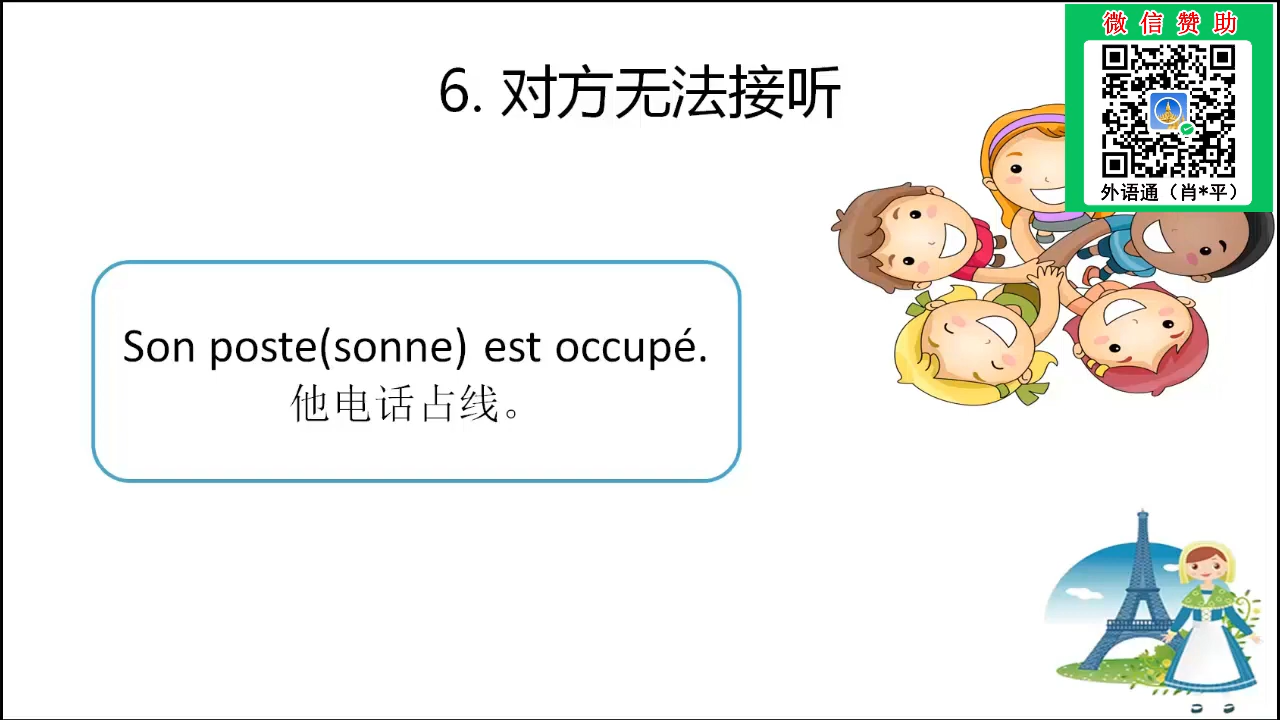 微信赞助
外语通（肖*平）
6. 对方无法接听
Son poste(sonne) est occupé.
他电话占线。